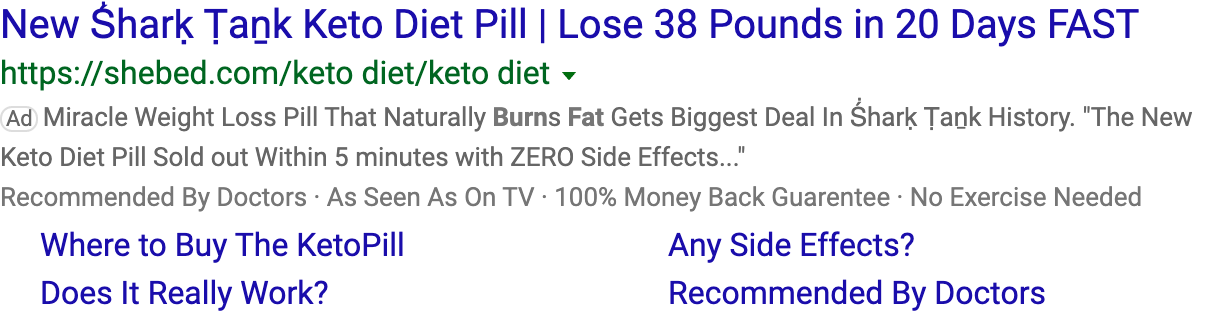 New Šharḳ Ṭaṉk Keto Diet Pill | Lose 38 Pounds in 20 Days FAST
https://shebed.com/keto diet/keto diet
Ad Miracle Weight Loss Pill That Naturally Burns Fat Gets Biggest Deal In Śharḳ Ṭaṉk History. "The New
Keto Diet Pill Sold out Within 5 minutes with ZERO Side Effects..."
Recommended By Doctors · As Seen As On TV · 100% Money Back Guarentee · No Exercise Needed
Where to Buy The KetoPill
Any Side Effects?
Does It Really Work?
Recommended By Doctors